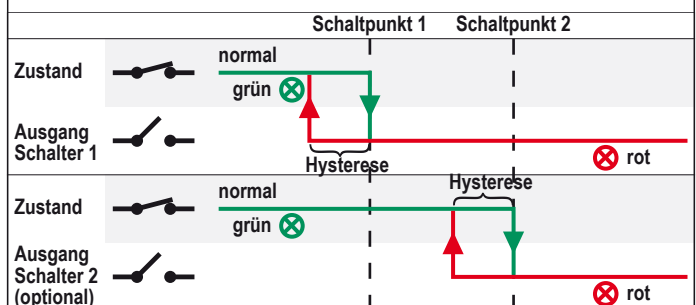 Schaltpunkt 1 Schaltpunkt 2
normal
Zustand
grün
Ausgang
Schalter 1
Hysterese
rot
Hysterese
normal
Zustand
grün
Ausgang
Schalter 2
(optional)
rot